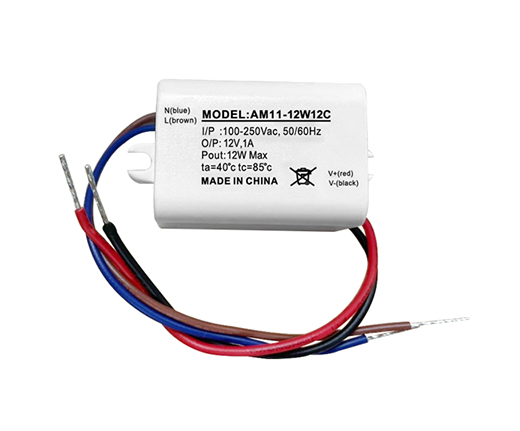 N(blue)
L(brown)
MODEL:AM11-12W12C
I/P :100-250Vac, 50/60Hz
O/P: 12V,1A
Pout: 12W Max
ta=40°c tc=85°c
MADE IN CHINA
V+(red)
V-(black)